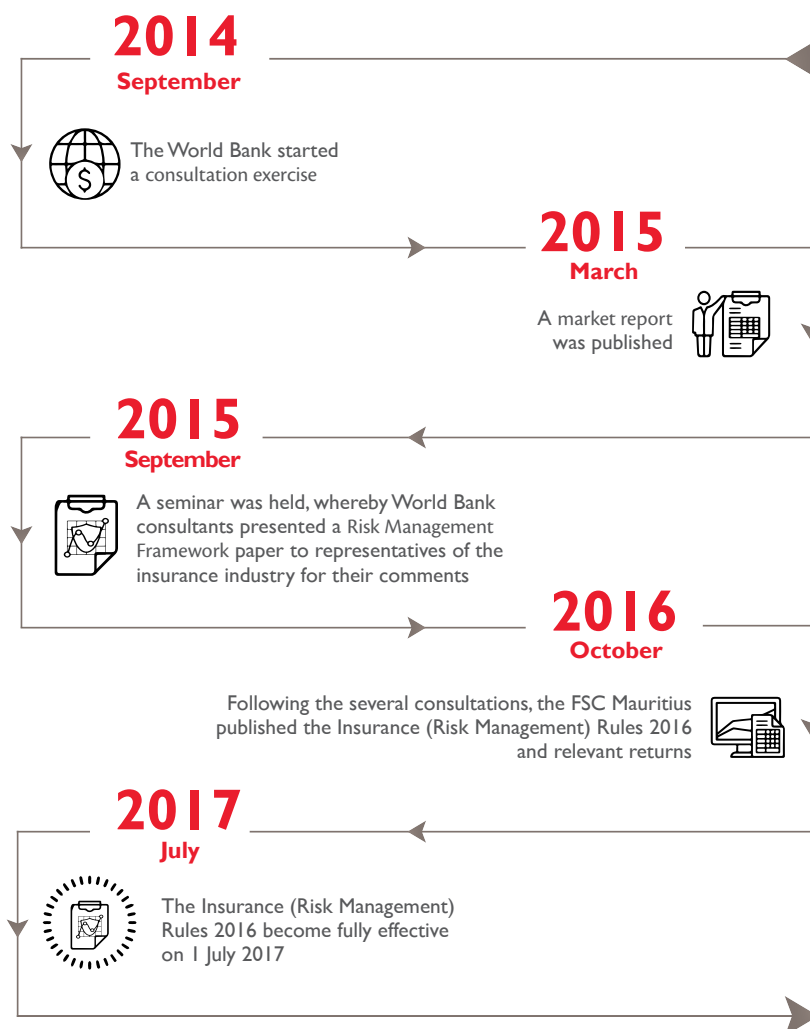 2014
September
The World Bank started
a consultation exercise
2015
March
A market report
was published
2015
September
A seminar was held, whereby World Bank
consultants presented a Risk Management
Framework paper to representatives of the
insurance industry for their comments
2016
October
Following the several consultations, the FSC Mauritius
published the Insurance (Risk Management) Rules 2016
and relevant returns
2017
July
The Insurance (Risk Management)
Rules 2016 become fully effective
on 1 July 2017